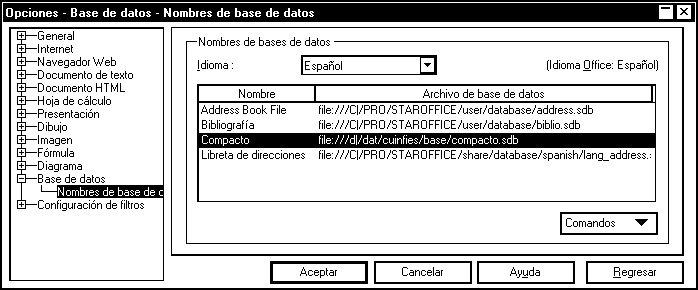 Opciones - Base de datos - Nombres de base de datos
General
Internet
Navegador Web
Documento de texto
Documento HTML
Hoja de cálculo
Presentación
Dibujo
Imagen
Fórmula
Diagrama
Base de datos
Nombres de base de d
Configuración de filtros
Nombres de bases de datos
Idioma : Español (Idioma Office: Español)
Nombre Archivo de base de datos
Address Book File file:///C|/PRO/STAROFFICE/user/database/address.sdb
Bibliografía file:///C|/PRO/STAROFFICE/user/database/biblio.sdb
Compacto file:///d|/dat/cuinfies/base/compacto.sdb
Libreta de direcciones file:///C|/PRO/STAROFFICE/share/database/spanish/lang_address.s
Comandos
Aceptar Cancelar Ayuda Regresar